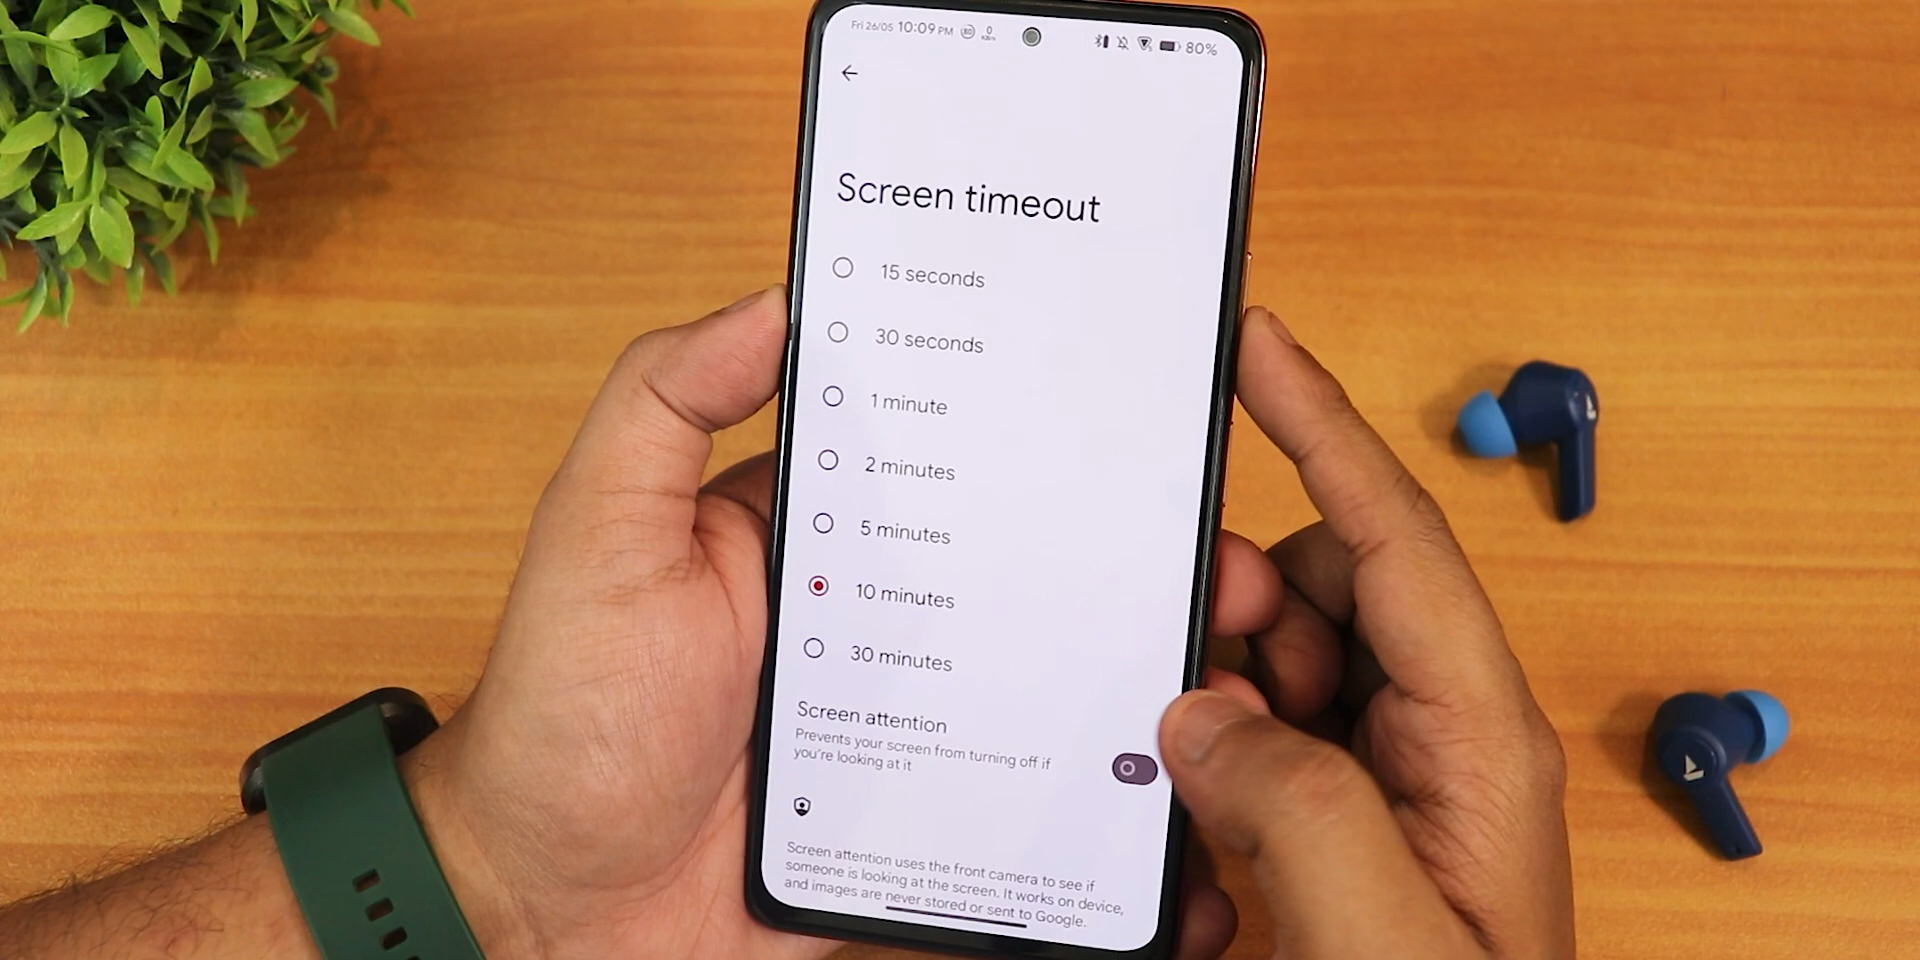 Fri 26/05 10:09 PM 80%
Screen timeout
15 seconds
30 seconds
1 minute
2 minutes
5 minutes
10 minutes
30 minutes
Screen attention
Prevents your screen from turning off if
you're looking at it
Screen attention uses the front camera to see if
someone is looking at the screen. It works on device,
and images are never stored or sent to Google.